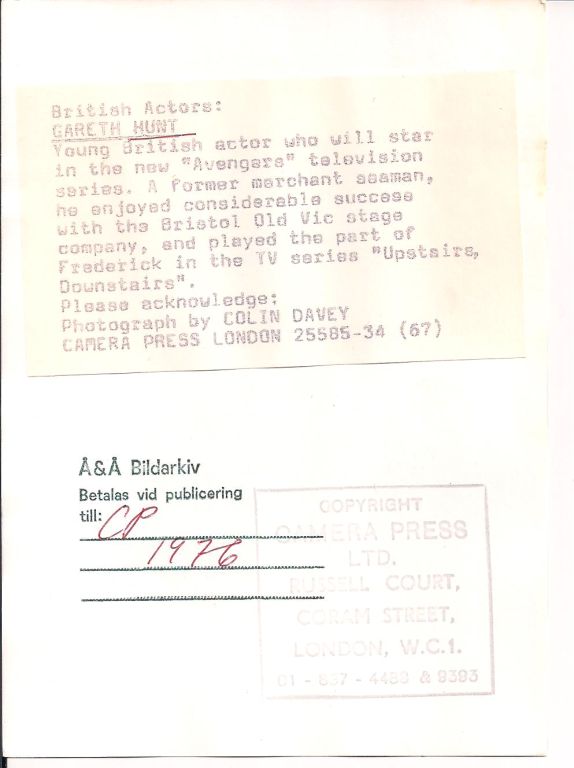 British Actors:
GARETH HUNT
Young British actor who will star
in the new "Avengers" television
series. A former merchant seaman,
he enjoyed considerable success
with the Bristol Old Vic stage
company, and played the part of
Frederick in the TV series "Upstairs,
Downstairs".
Please acknowledge:
Photograph by COLIN DAVEY
CAMERA PRESS LONDON 25585-34 (67)
Å&Å Bildarkiv
Betalas vid publicering
till: CP
1976
COPYRIGHT
CAMERA PRESS
LTD.
RUSSELL COURT,
CORAM STREET,
LONDON, W.C.1.
01 - 837 - 4488 & 9393